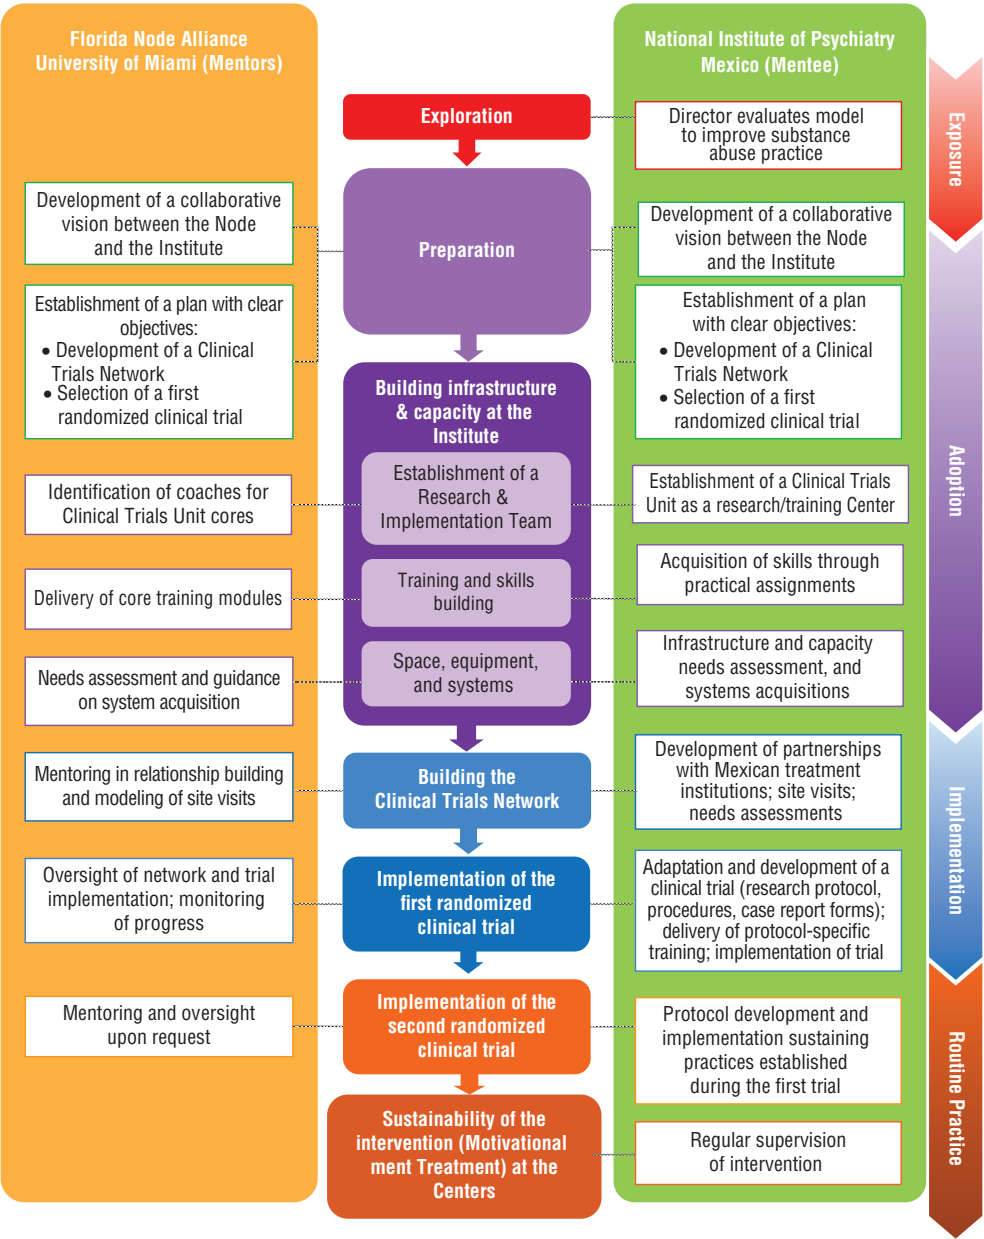 Florida Node Alliance
University of Miami (Mentors)
Development of a collaborative
vision between the Node
and the Institute
Establishment of a plan with clear
objectives:
• Development of a Clinical
Trials Network
• Selection of a first
randomized clinical trial
Identification of coaches for
Clinical Trials Unit cores
Delivery of core training modules
Needs assessment and guidance
on system acquisition
Mentoring in relationship building
and modeling of site visits
Oversight of network and trial
implementation; monitoring
of progress
Mentoring and oversight
upon request
Exploration
Preparation
Building infrastructure
& capacity at the
Institute
Establishment of a
Research &
Implementation Team
Training and skills
building
Space, equipment,
and systems
Building the
Clinical Trials Network
Implementation of the
first randomized
clinical trial
Implementation of the
second randomized
clinical trial
Sustainability of the
intervention (Motivational
ment Treatment) at the
Centers
National Institute of Psychiatry
Mexico (Mentee)
Director evaluates model
to improve substance
abuse practice
Development of a collaborative
vision between the Node
and the Institute
Establishment of a plan
with clear objectives:
• Development of a Clinical
Trials Network
• Selection of a first
randomized clinical trial
Establishment of a Clinical Trials
Unit as a research/training Center
Acquisition of skills through
practical assignments
Infrastructure and capacity
needs assessment, and
systems acquisitions
Development of partnerships
with Mexican treatment
institutions; site visits;
needs assessments
Adaptation and development of a
clinical trial (research protocol,
procedures, case report forms);
delivery of protocol-specific
training; implementation of trial
Protocol development and
implementation sustaining
practices established
during the first trial
Regular supervision
of intervention
Exposure
Adoption
Implementation
Routine Practice